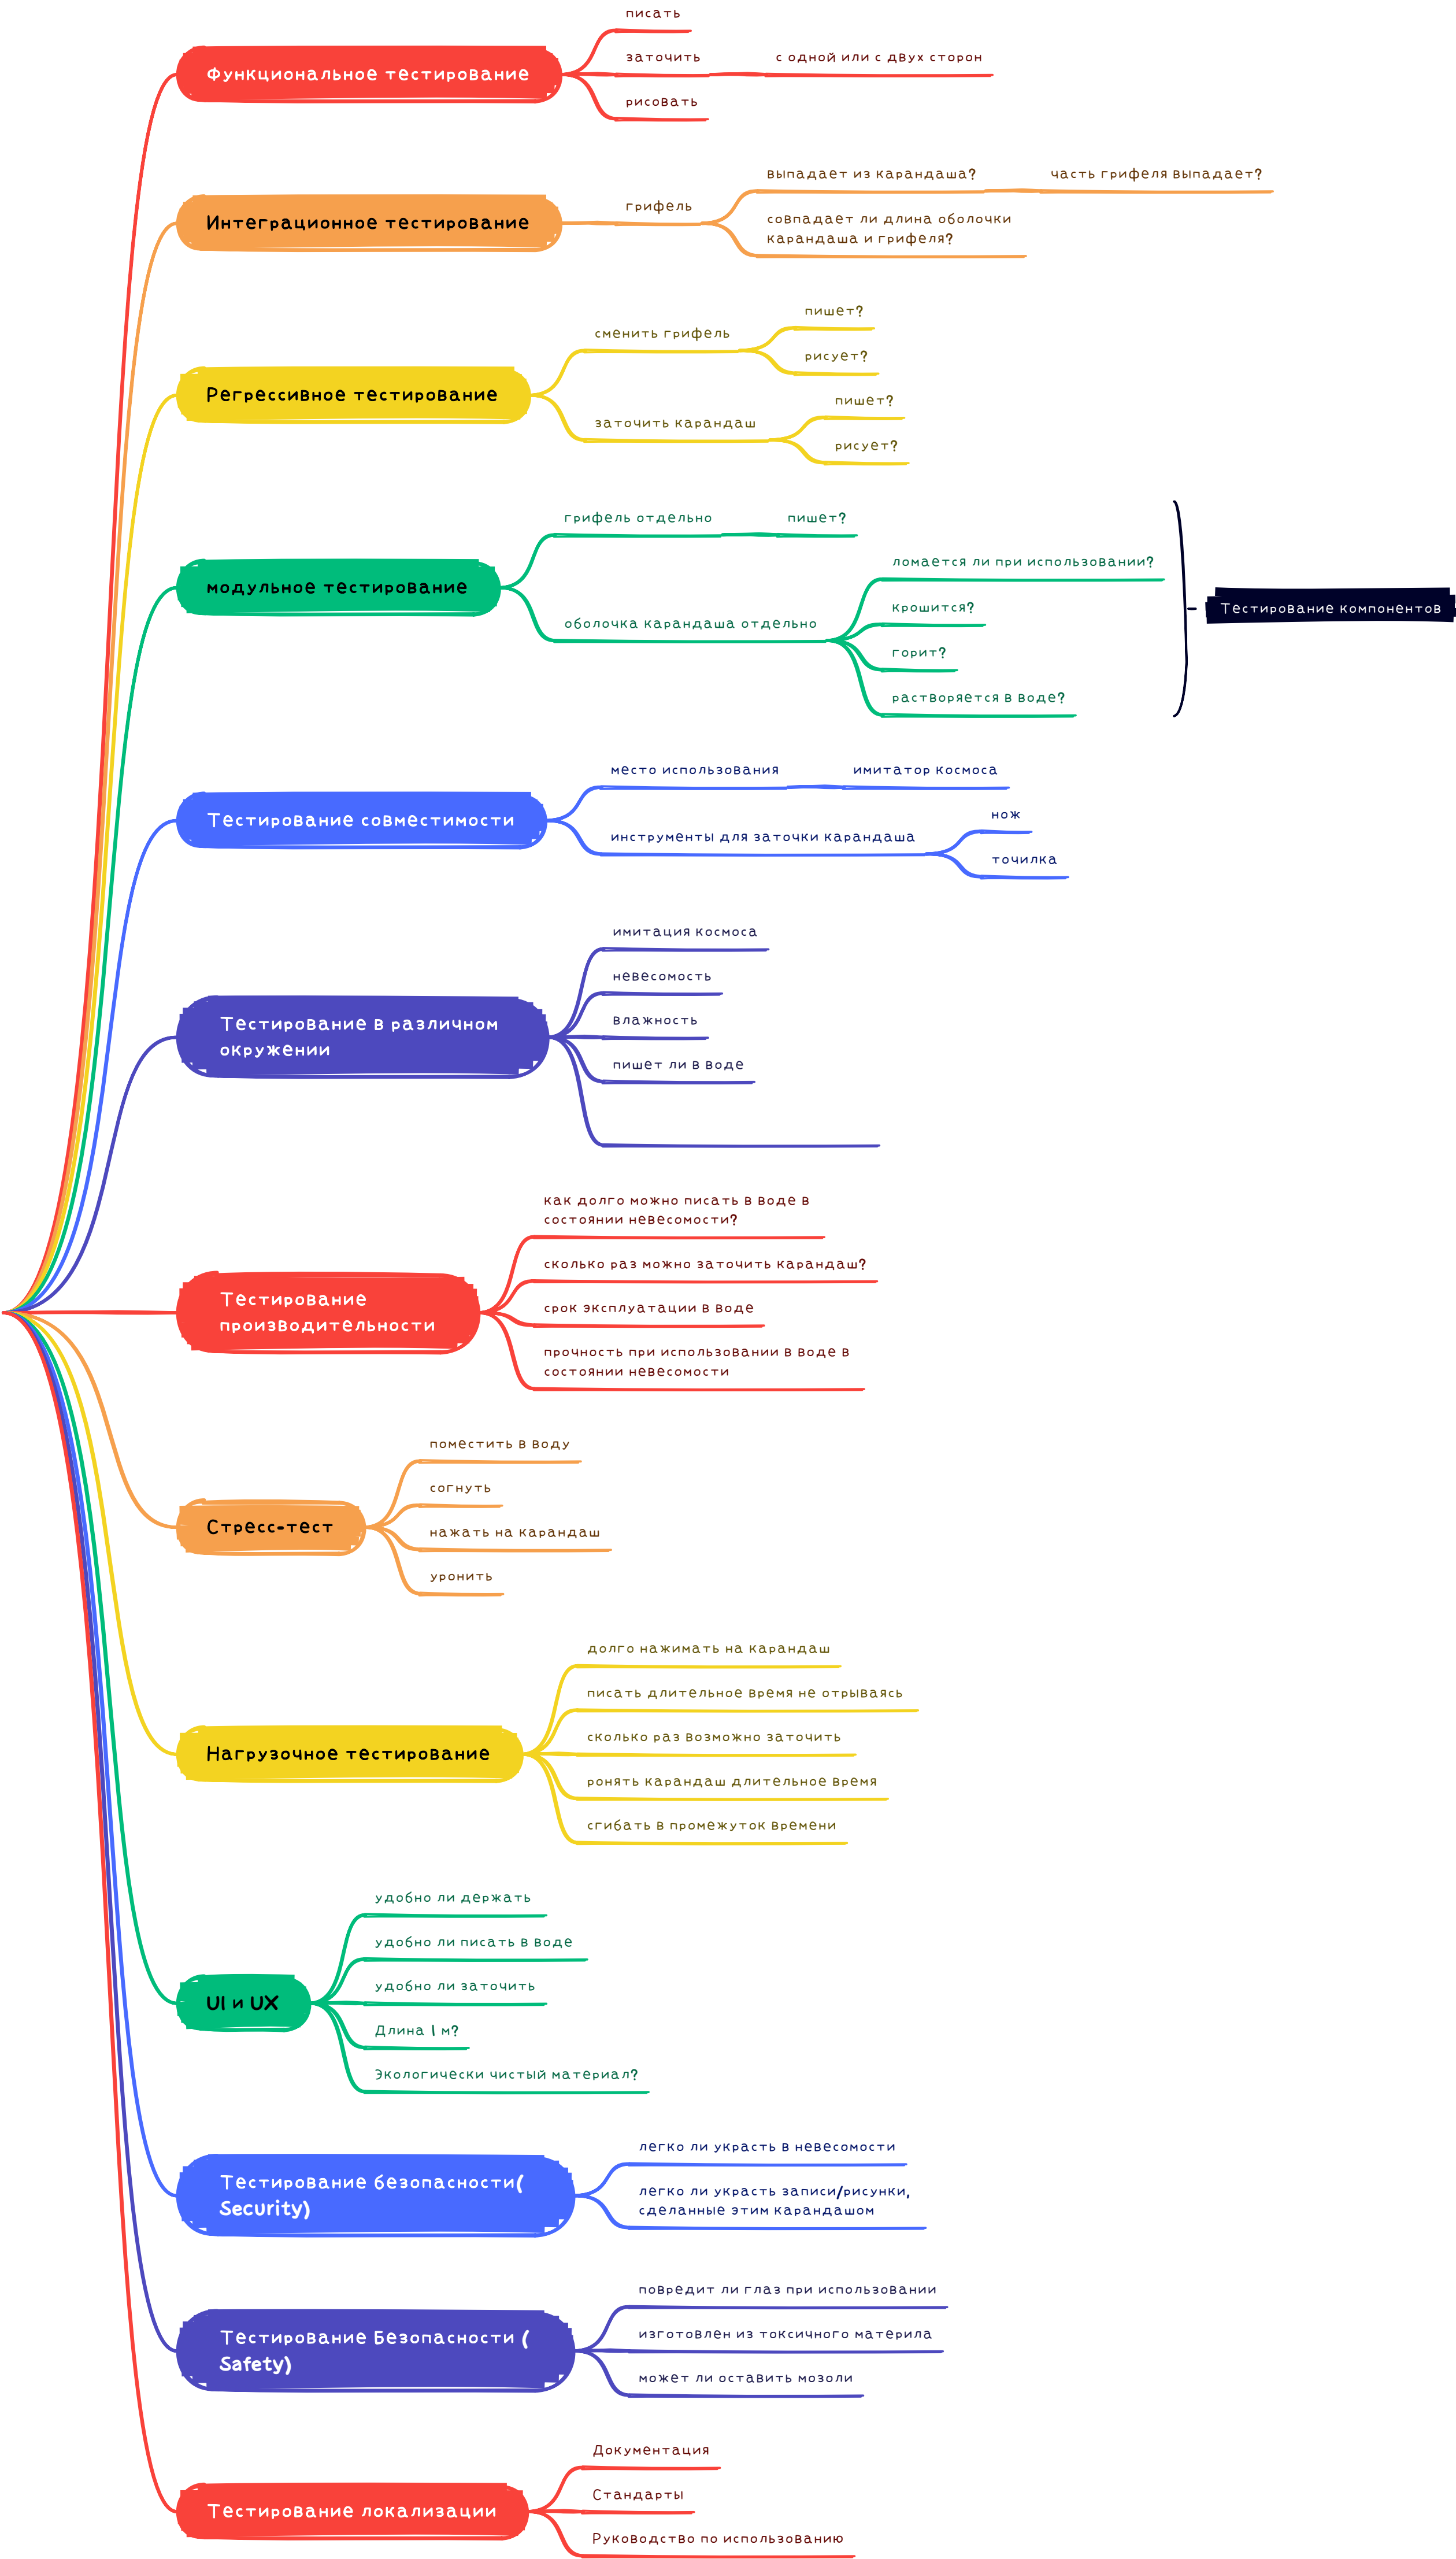 писать
Функциональное тестирование
заточить
с одной или с двух сторон
рисовать
выпадает из карандаша?
часть грифеля выпадает?
Интеграционное тестирование
грифель
совпадает ли длина оболочки
карандаша и грифеля?
пишет?
сменить грифель
рисует?
Регрессивное тестирование
пишет?
заточить карандаш
рисует?
грифель отдельно
пишет?
ломается ли при использовании?
модульное тестирование
крошится?
Тестирование компонентов
оболочка карандаша отдельно
горит?
растворяется в воде?
место использования
имитатор космоса
Тестирование совместимости
нож
инструменты для заточки карандаша
точилка
имитация космоса
невесомость
Тестирование в различном
окружении
влажность
пишет ли в воде
как долго можно писать в воде в
состоянии невесомости?
сколько раз можно заточить карандаш?
Тестирование
производительности
срок эксплуатации в воде
прочность при использовании в воде в
состоянии невесомости
поместить в воду
согнуть
Стресс-тест
нажать на карандаш
уронить
долго нажимать на карандаш
писать длительное время не отрываясь
Нагрузочное тестирование
сколько раз возможно заточить
ронять карандаш длительное время
сгибать в промежуток времени
удобно ли держать
удобно ли писать в воде
UI и UX
удобно ли заточить
Длина 1 м?
Экологически чистый материал?
легко ли украсть в невесомости
Тестирование безопасности(
Security)
легко ли украсть записи/рисунки,
сделанные этим карандашом
повредит ли глаз при использовании
Тестирование Безопасности (
Safety)
изготовлен из токсичного материла
может ли оставить мозоли
Документация
Стандарты
Тестирование локализации
Руководство по использованию